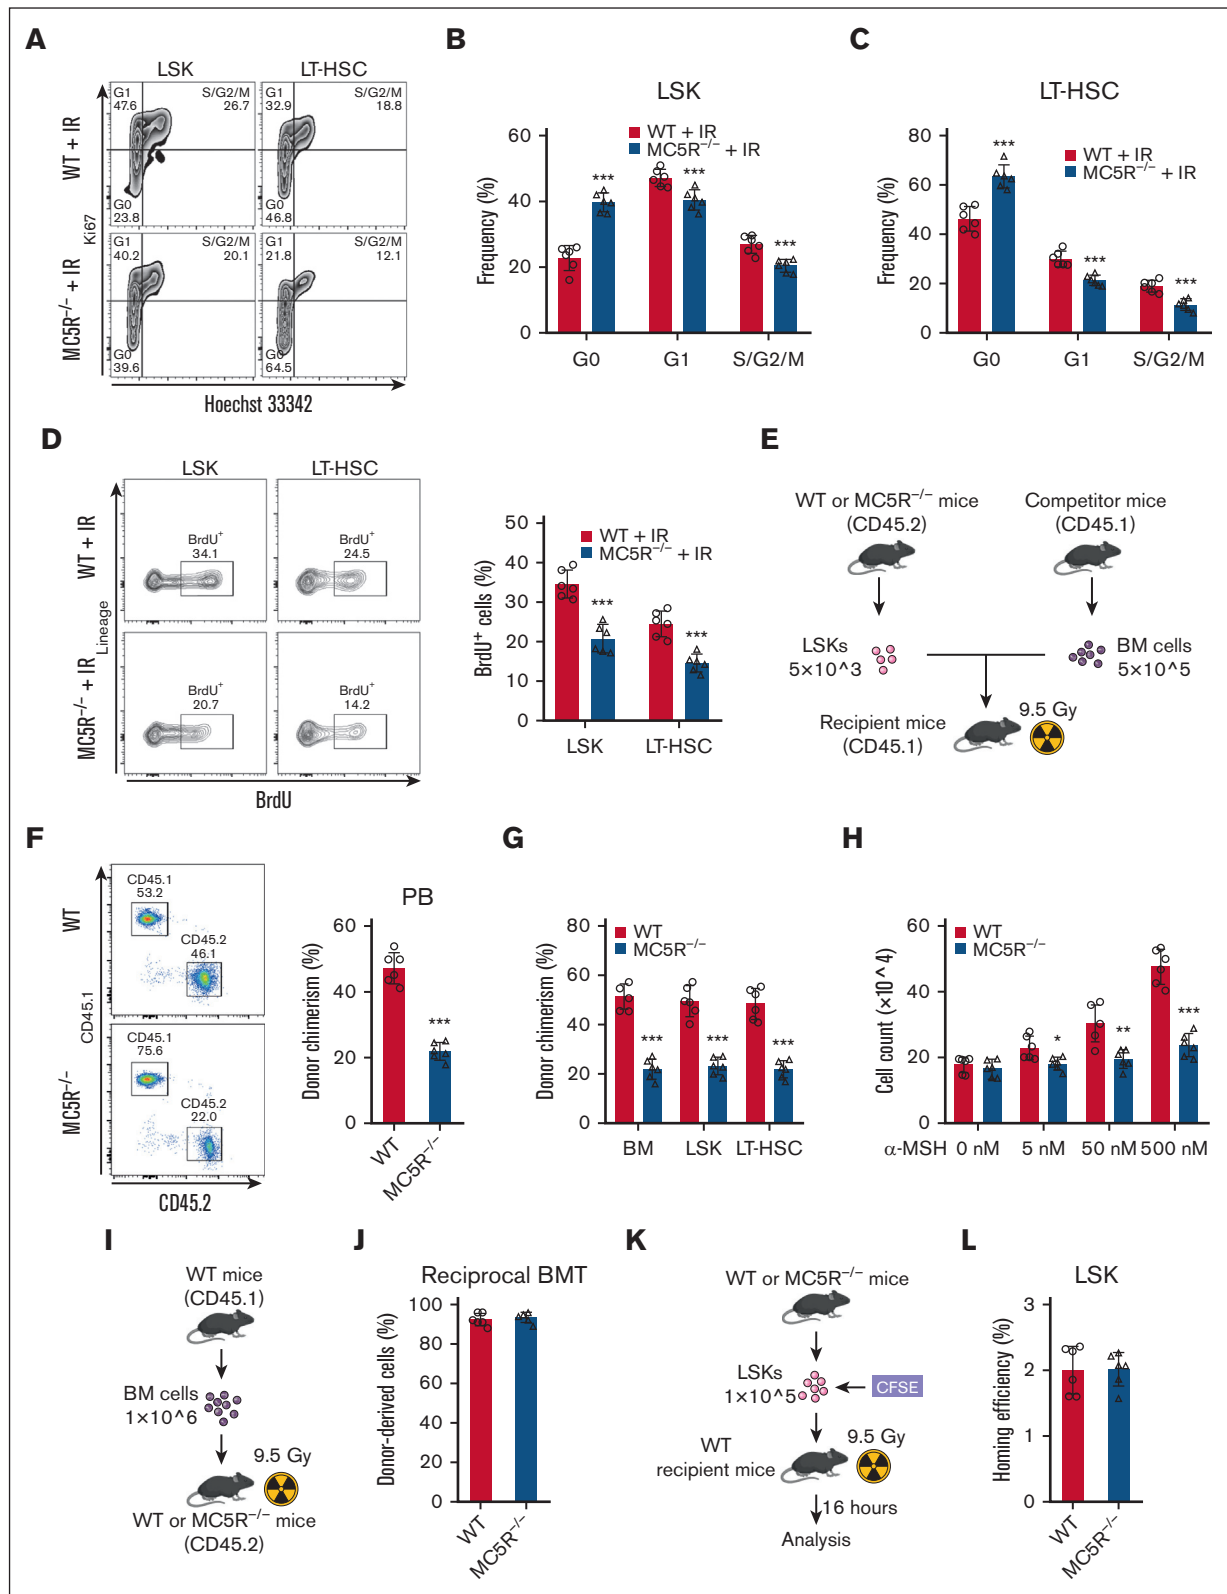 A
LSK
LT-HSC
WT + IR
MC5R−/− + IR
Ki67
G1
47.6
S/G2/M
26.7
G0
23.8
G1
32.9
S/G2/M
18.8
G0
46.8
G1
40.2
S/G2/M
20.1
G0
39.6
G1
21.8
S/G2/M
12.1
G0
64.5
Hoechst 33342
B
LSK
WT + IR
MC5R−/− + IR
Frequency (%)
60
40
20
0
***
***
***
G0
G1
S/G2/M
C
LT-HSC
WT + IR
MC5R−/− + IR
Frequency (%)
80
60
40
20
0
***
***
***
G0
G1
S/G2/M
D
LSK
LT-HSC
WT + IR
MC5R−/− + IR
Lineage
BrdU+
34.1
BrdU+
24.5
BrdU+
20.7
BrdU+
14.2
BrdU
BrdU+ cells (%)
50
40
30
20
10
0
WT + IR
MC5R−/− + IR
***
***
LSK
LT-HSC
E
WT or MC5R−/− mice
(CD45.2)
Competitor mice
(CD45.1)
LSKs
5×10^3
BM cells
5×10^5
Recipient mice
(CD45.1)
9.5 Gy
F
WT
MC5R−/−
CD45.1
CD45.1
53.2
CD45.2
46.1
CD45.1
75.6
CD45.2
22.0
CD45.2
PB
Donor chimerism (%)
60
40
20
0
***
WT
MC5R−/−
G
WT
MC5R−/−
Donor chimerism (%)
80
60
40
20
0
***
***
***
BM
LSK
LT-HSC
H
WT
MC5R−/−
Cell count (×10^4)
60
40
20
0
*
**
***
α-MSH
0 nM
5 nM
50 nM
500 nM
I
WT mice
(CD45.1)
BM cells
1×10^6
9.5 Gy
WT or MC5R−/− mice
(CD45.2)
J
Reciprocal BMT
Donor-derived cells (%)
100
80
60
40
20
0
WT
MC5R−/−
K
WT or MC5R−/− mice
LSKs
1×10^5
CFSE
WT
recipient mice
9.5 Gy
16 hours
Analysis
L
LSK
Homing efficiency (%)
3
2
1
0
WT
MC5R−/−